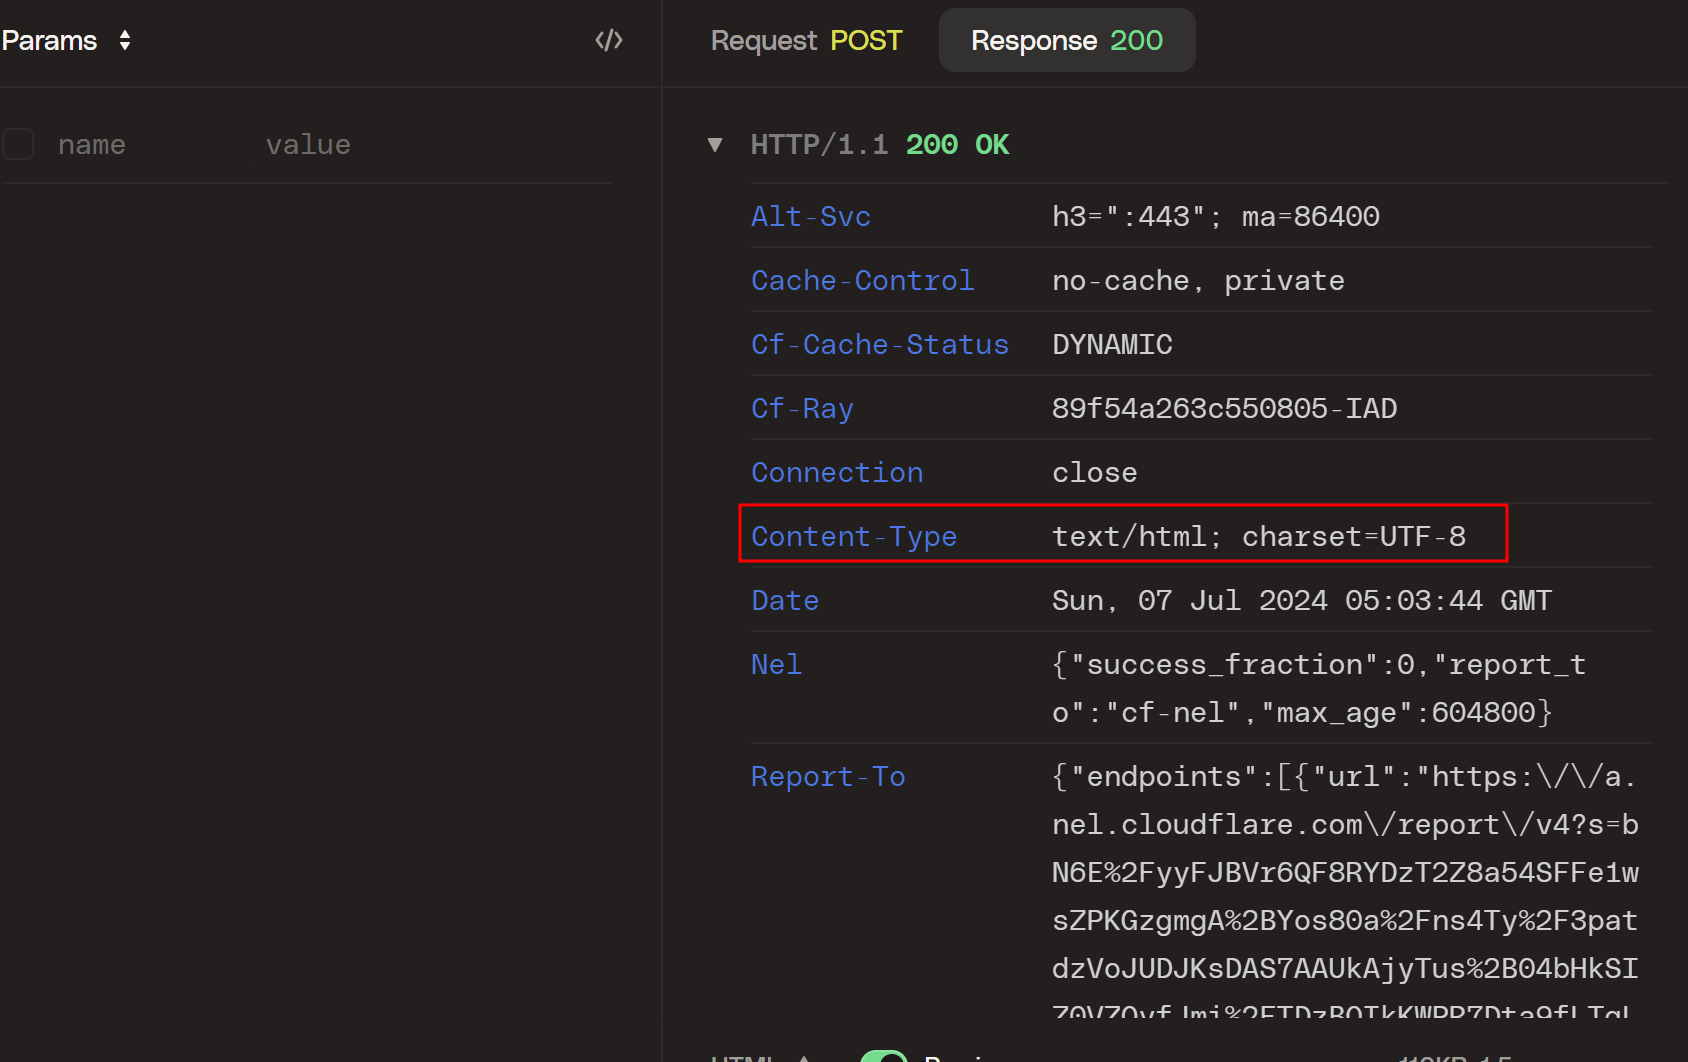 Params
</>
Request POST
Response 200
name value
HTTP/1.1 200 OK
Alt-Svc h3=":443"; ma=86400
Cache-Control no-cache, private
Cf-Cache-Status DYNAMIC
Cf-Ray 89f54a263c550805-IAD
Connection close
Content-Type text/html; charset=UTF-8
Date Sun, 07 Jul 2024 05:03:44 GMT
Nel {"success_fraction":0,"report_t
o":"cf-nel","max_age":604800}
Report-To {"endpoints":[{"url":"https:\/\/a.
nel.cloudflare.com\/report\/v4?s=b
N6E%2FyyFJBVr6QF8RYDzT2Z8a54SFFe1w
sZPKGzgmgA%2BYos80a%2Fns4Ty%2F3pat
dzVoJUDJKsDAS7AAUkAjyTus%2B04bHkSI
HTML